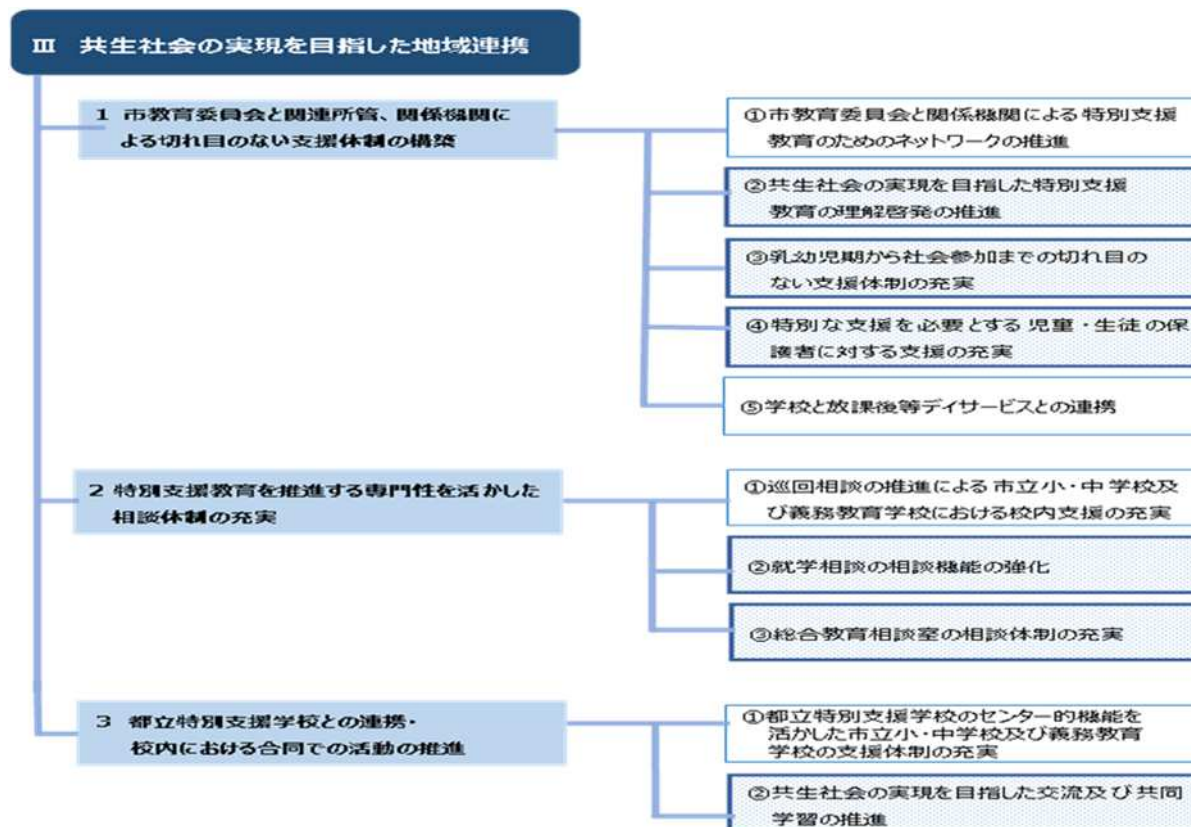 Ⅲ 共生社会の実現を目指した地域連携
1 市教育委員会と関連所管、関係機関に
よる切れ目のない支援体制の構築
①市教育委員会と関係機関による特別支援
教育のためのネットワークの推進
②共生社会の実現を目指した特別支援
教育の理解啓発の推進
③乳幼児期から社会参加までの切れ目の
ない支援体制の充実
④特別な支援を必要とする児童・生徒の保
護者に対する支援の充実
⑤学校と放課後等デイサービスとの連携
2 特別支援教育を推進する専門性を活かした
相談体制の充実
①巡回相談の推進による市立小・中学校及
び義務教育学校における校内支援の充実
②就学相談の相談機能の強化
③総合教育相談室の相談体制の充実
3 都立特別支援学校との連携・
校内における合同での活動の推進
①都立特別支援学校のセンター的機能を
活かした市立小・中学校及び義務教育
学校の支援体制の充実
②共生社会の実現を目指した交流及び共同
学習の推進